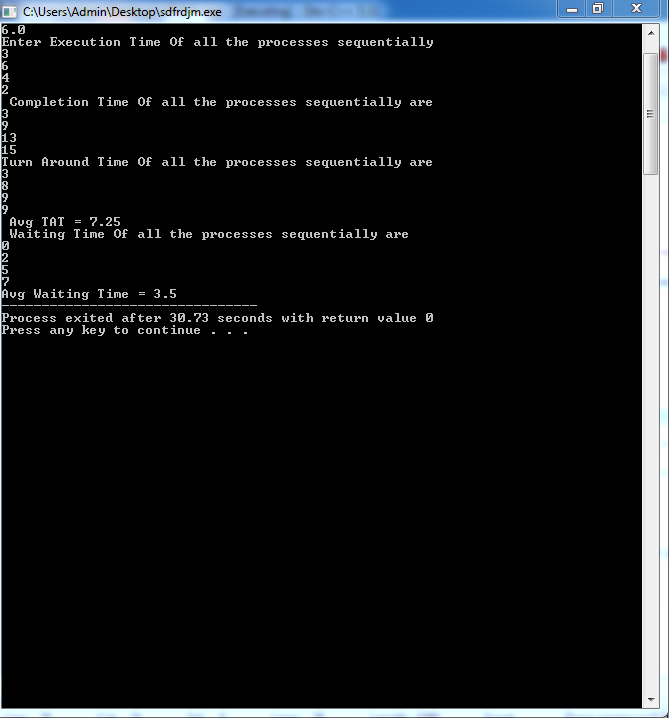 C:\Users\Admin\Desktop\sdfrdjm.exe
6.0
Enter Execution Time Of all the processes sequentially
3
6
4
2
Completion Time Of all the processes sequentially are
3
9
13
15
Turn Around Time Of all the processes sequentially are
3
8
9
9
Avg TAT = 7.25
Waiting Time Of all the processes sequentially are
0
2
5
7
Avg Waiting Time = 3.5
--------------------------------
Process exited after 30.73 seconds with return value 0
Press any key to continue . . .